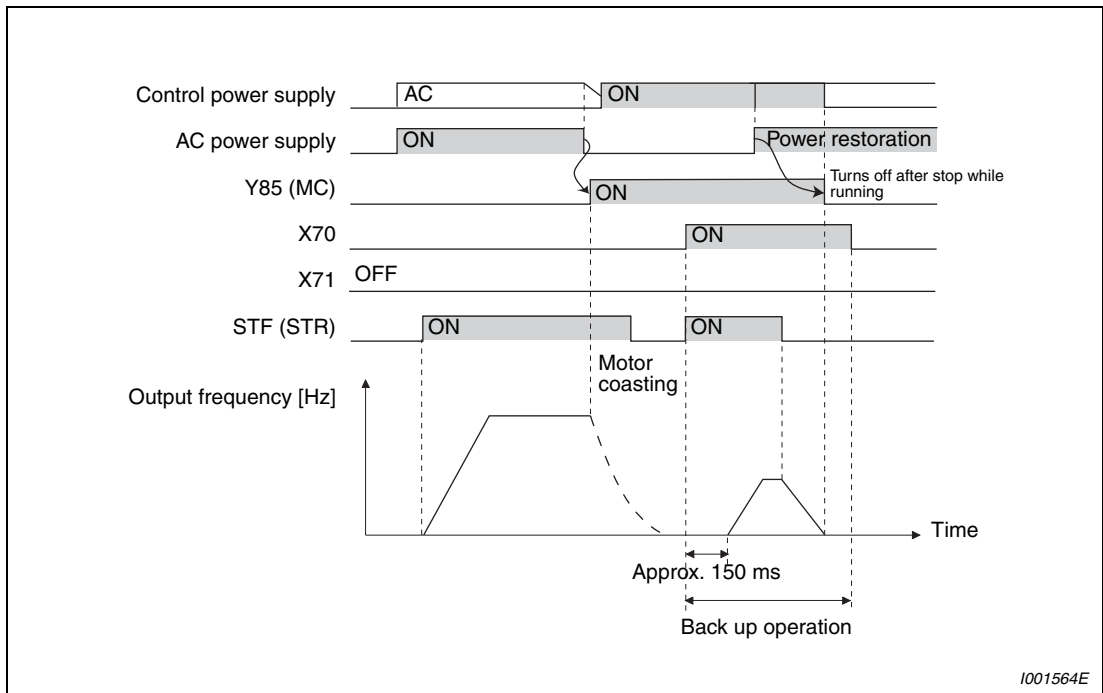 Control power supply
AC
ON
AC power supply
ON
Power restoration
Y85 (MC)
ON
Turns off after stop while
running
X70
ON
X71
OFF
STF (STR)
ON
ON
Motor
coasting
Output frequency [Hz]
Time
Approx. 150 ms
Back up operation
I001564E